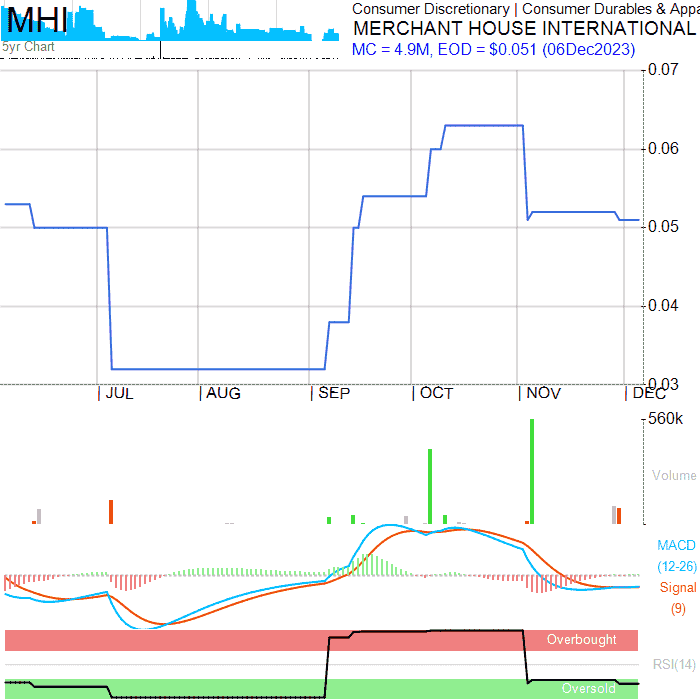 MHI
5yr Chart
Consumer Discretionary | Consumer Durables & Appa
MERCHANT HOUSE INTERNATIONAL
MC = 4.9M, EOD = $0.051 (06Dec2023)
0.07
0.06
0.05
0.04
0.03
| JUL | AUG | SEP | OCT | NOV | DEC
560k
Volume
MACD
(12-26)
Signal
(9)
Overbought
RSI(14)
Oversold